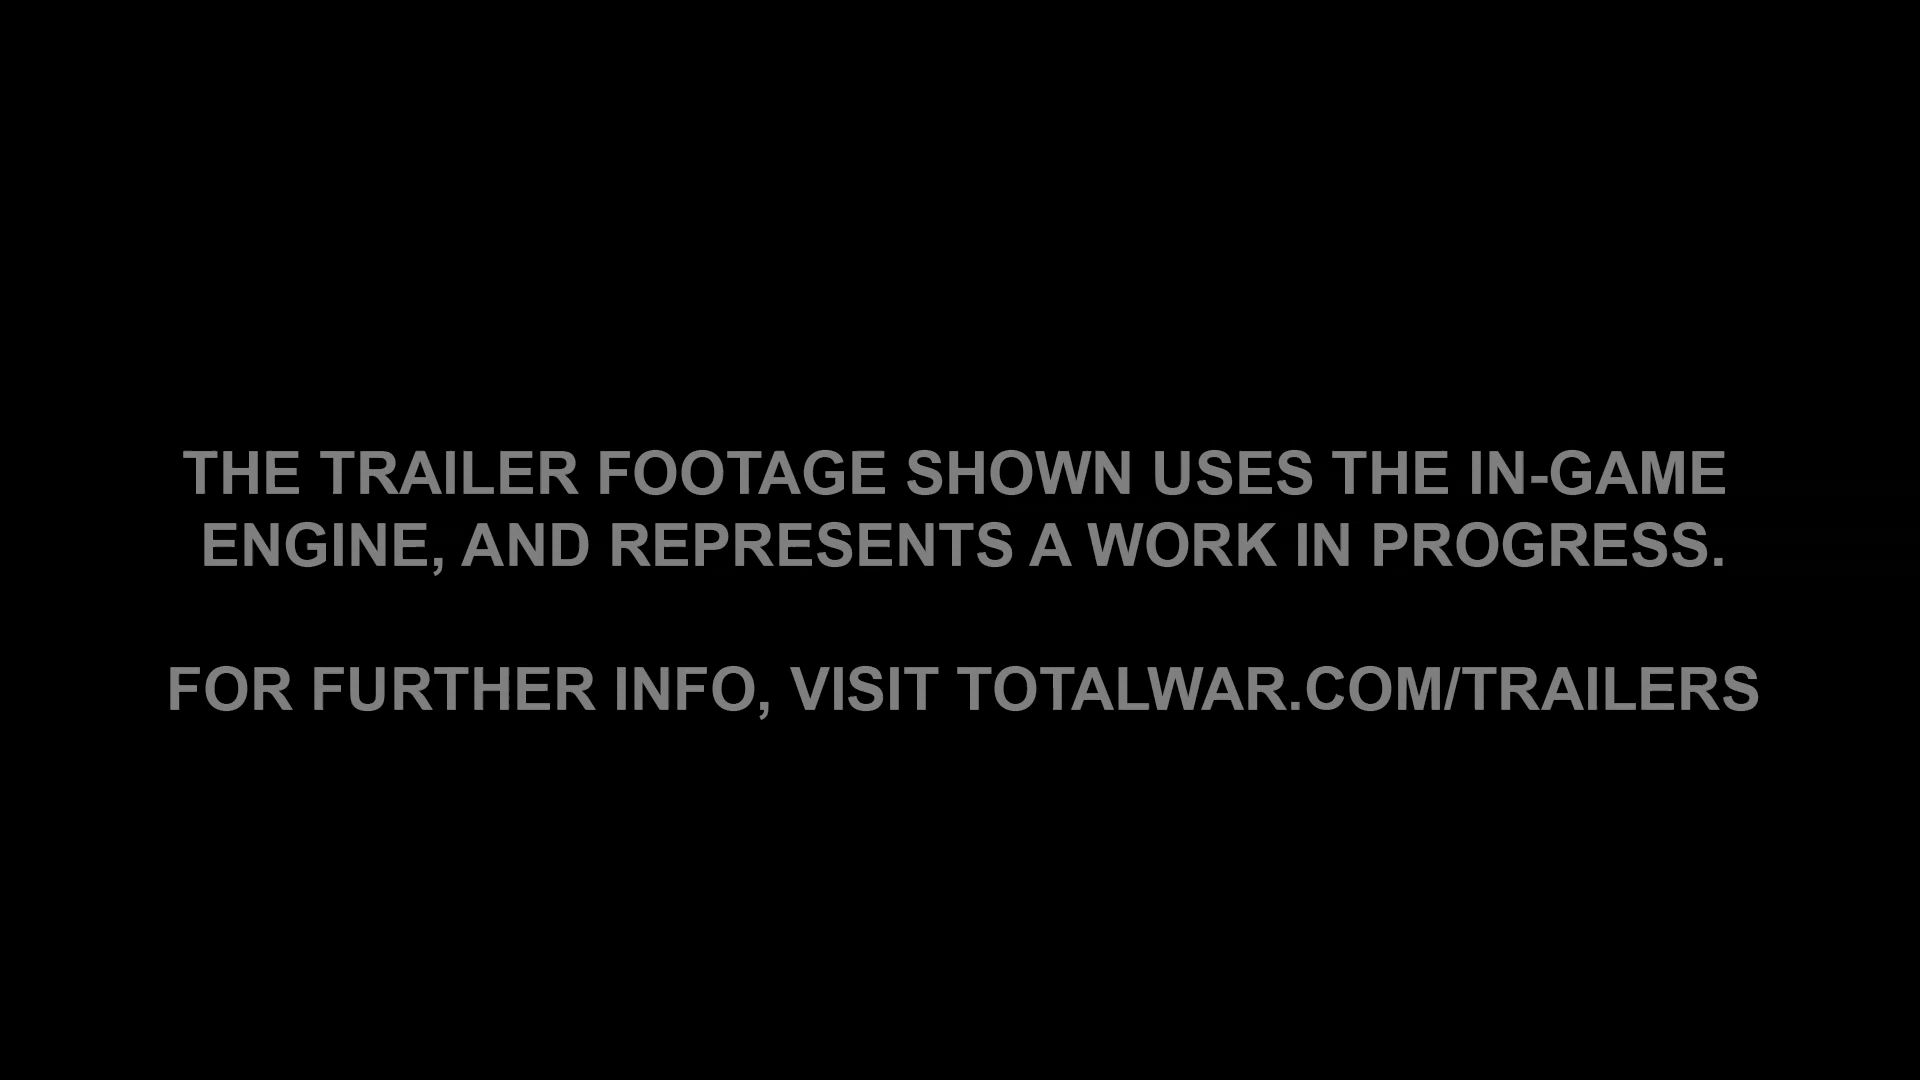 THE TRAILER FOOTAGE SHOWN USES THE IN-GAME
ENGINE, AND REPRESENTS A WORK IN PROGRESS.
FOR FURTHER INFO, VISIT TOTALWAR.COM/TRAILERS